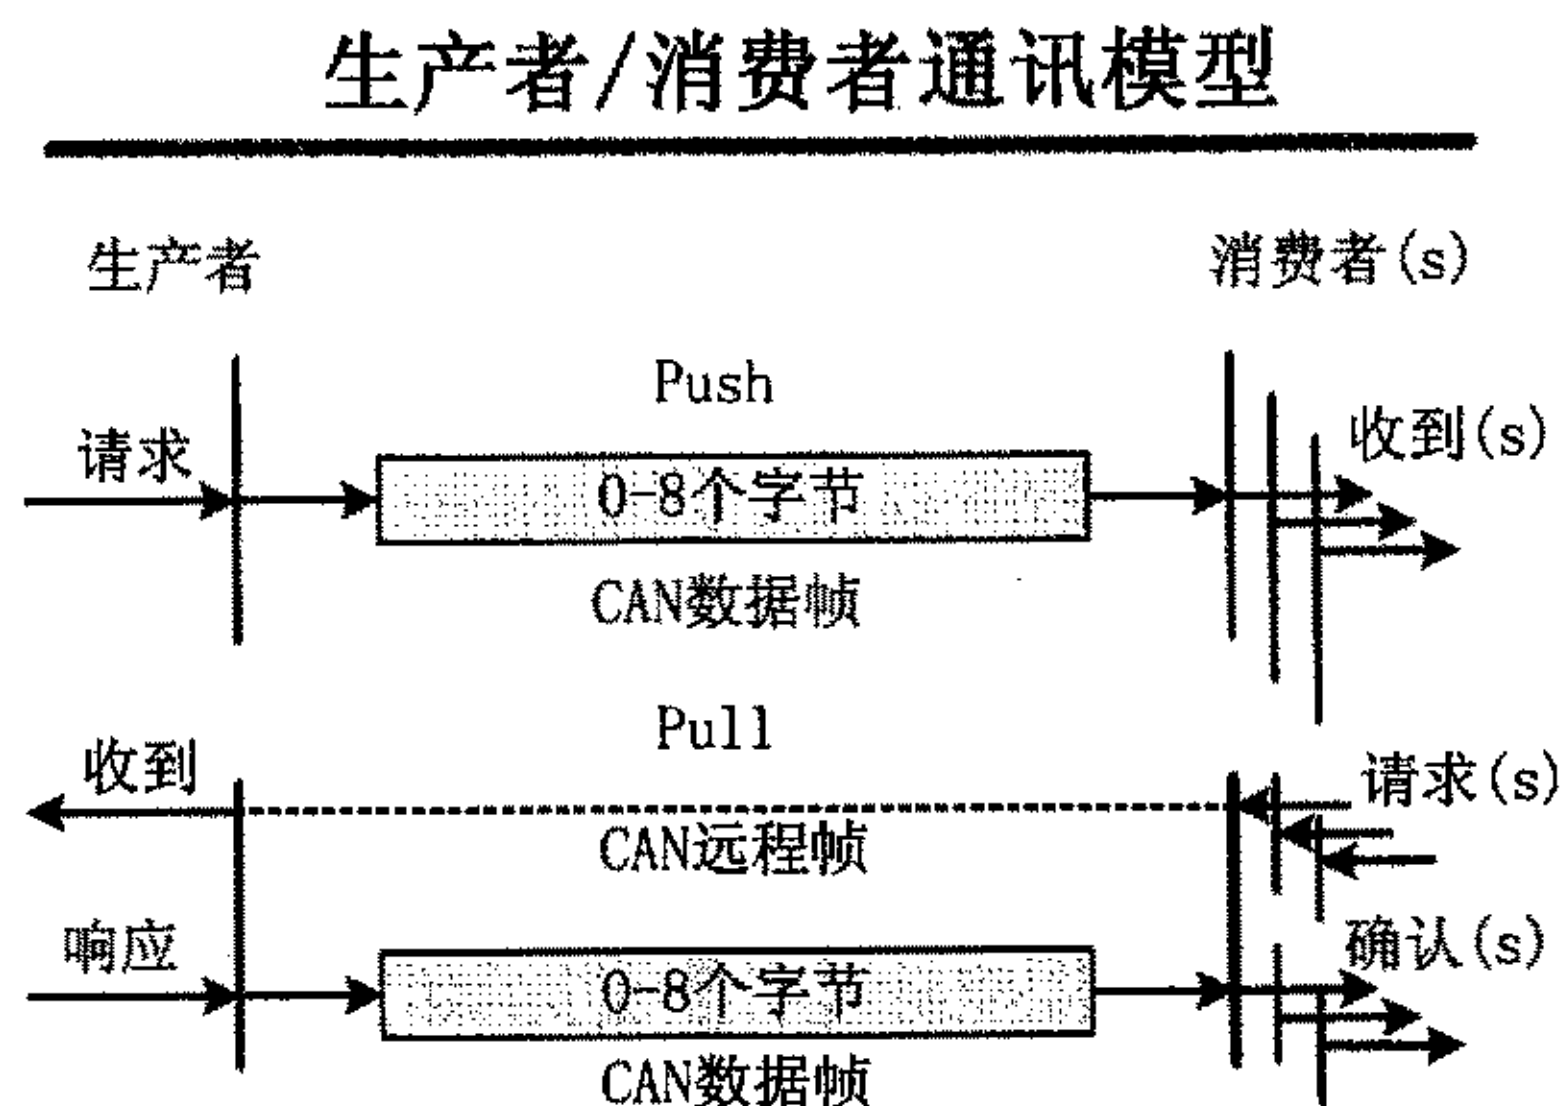 生产者/消费者通讯模型
生产者
消费者(s)
Push
请求
0-8个字节
收到(s)
CAN数据帧
Pull
收到
请求(s)
CAN远程帧
响应
0-8个字节
确认(s)
CAN数据帧